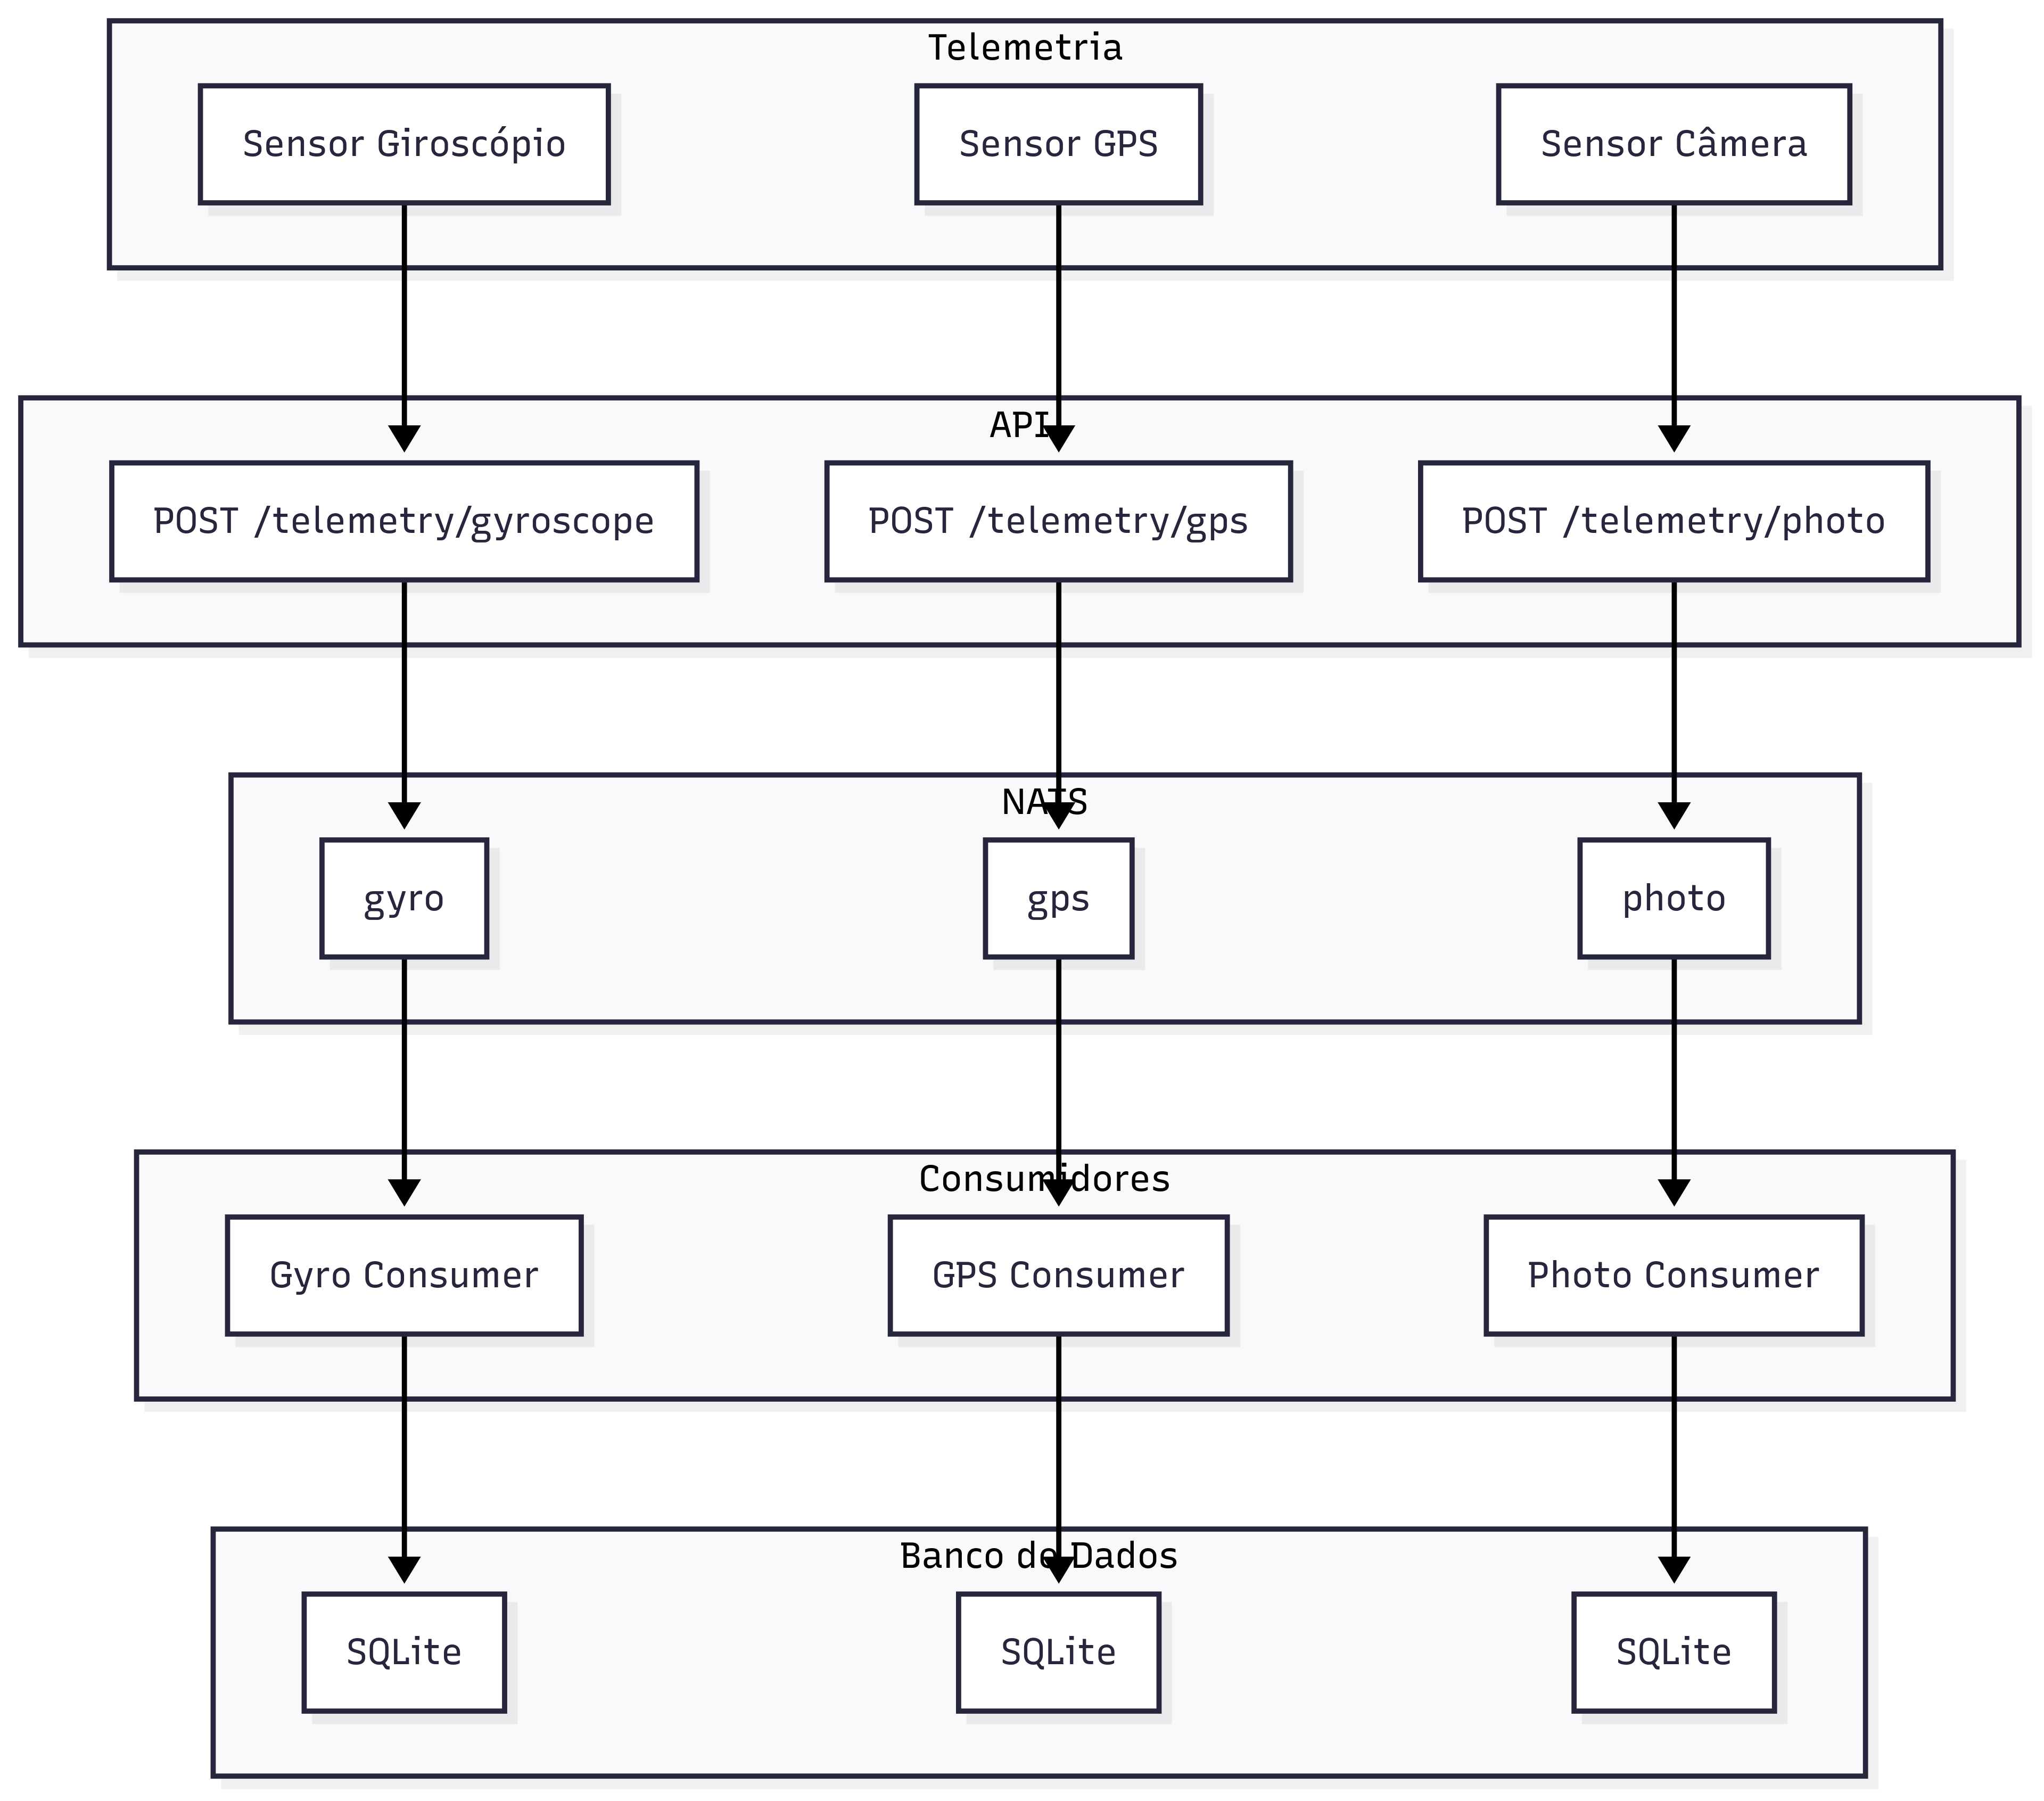 Telemetria
Sensor Giroscópio
Sensor GPS
Sensor Câmera
API
POST /telemetry/gyroscope
POST /telemetry/gps
POST /telemetry/photo
NATS
gyro
gps
photo
Consumidores
Gyro Consumer
GPS Consumer
Photo Consumer
Banco de Dados
SQLite
SQLite
SQLite